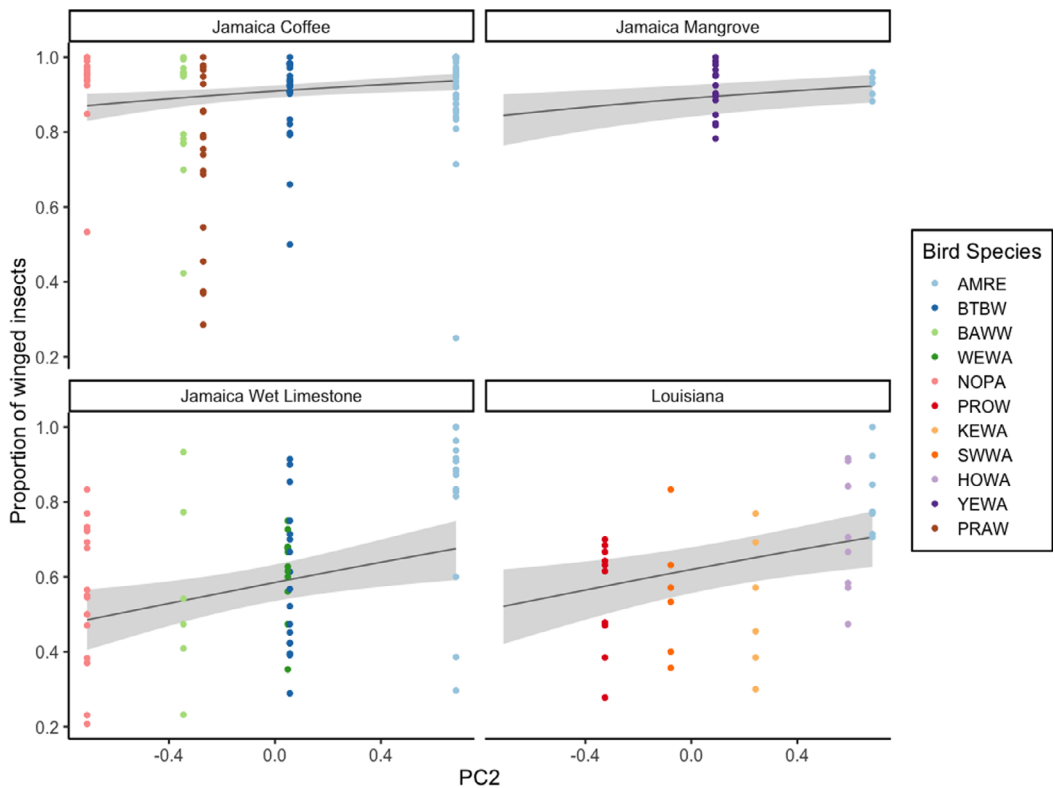 Jamaica Coffee
Jamaica Mangrove
1.0
0.8
0.6
0.4
0.2
Jamaica Wet Limestone
Louisiana
1.0
0.8
0.6
0.4
0.2
-0.4
0.0
0.4
-0.4
0.0
0.4
PC2
Proportion of winged insects
Bird Species
AMRE
BTBW
BAWW
WEWA
NOPA
PROW
KEWA
SWWA
HOWA
YEWA
PRAW